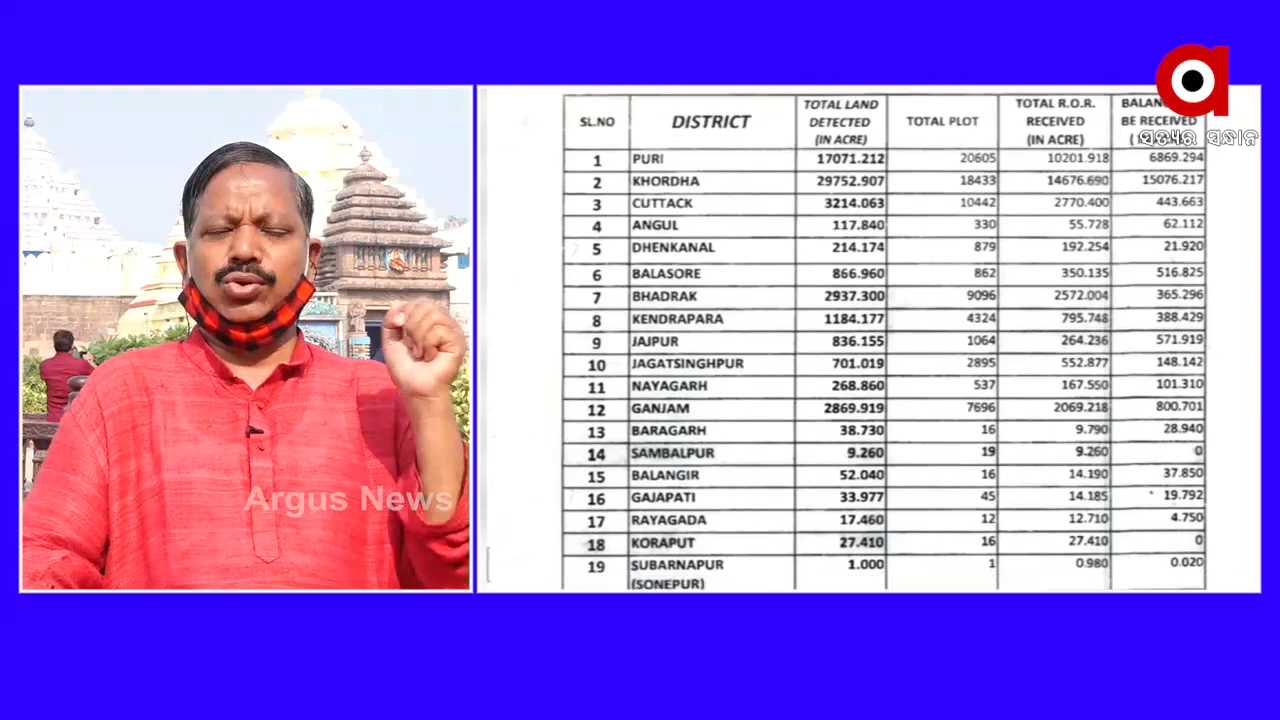 SL.NO DISTRICT TOTAL LAND DETECTED (IN ACRE) TOTAL PLOT TOTAL R.O.R. RECEIVED (IN ACRE) BE RECEIVED
1 PURI 17071.212 20605 10201.918 6869.294
2 KHORDHA 29752.907 18433 14676.690 15076.217
3 CUTTACK 3214.063 10442 2770.400 443.663
4 ANGUL 117.840 330 55.728 62.112
5 DHENKANAL 214.174 879 192.254 21.920
6 BALASORE 866.960 862 350.135 516.825
7 BHADRAK 2937.300 9096 2572.004 365.296
8 KENDRAPARA 1184.177 4324 795.748 388.429
9 JAJPUR 836.155 1064 264.236 571.919
10 JAGATSINGHPUR 701.019 2895 552.877 148.142
11 NAYAGARH 268.860 537 167.550 101.310
12 GANJAM 2869.919 7696 2069.218 800.701
13 BARAGARH 38.730 16 9.790 28.940
14 SAMBALPUR 9.260 19 9.260 0
15 BALANGIR 52.040 16 14.190 37.850
16 GAJAPATI 33.977 45 14.185 19.792
17 RAYAGADA 17.460 12 12.710 4.750
18 KORAPUT 27.410 16 27.410 0
19 SUBARNAPUR 1.000 1 0.980 0.020
(SONEPUR)
ସତ୍ୟର ସନ୍ଧାନ
Argus News